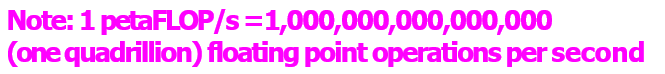 Note: 1 petaFLOP/s =1,000,000,000,000,000
(one quadrillion) floating point operations per second